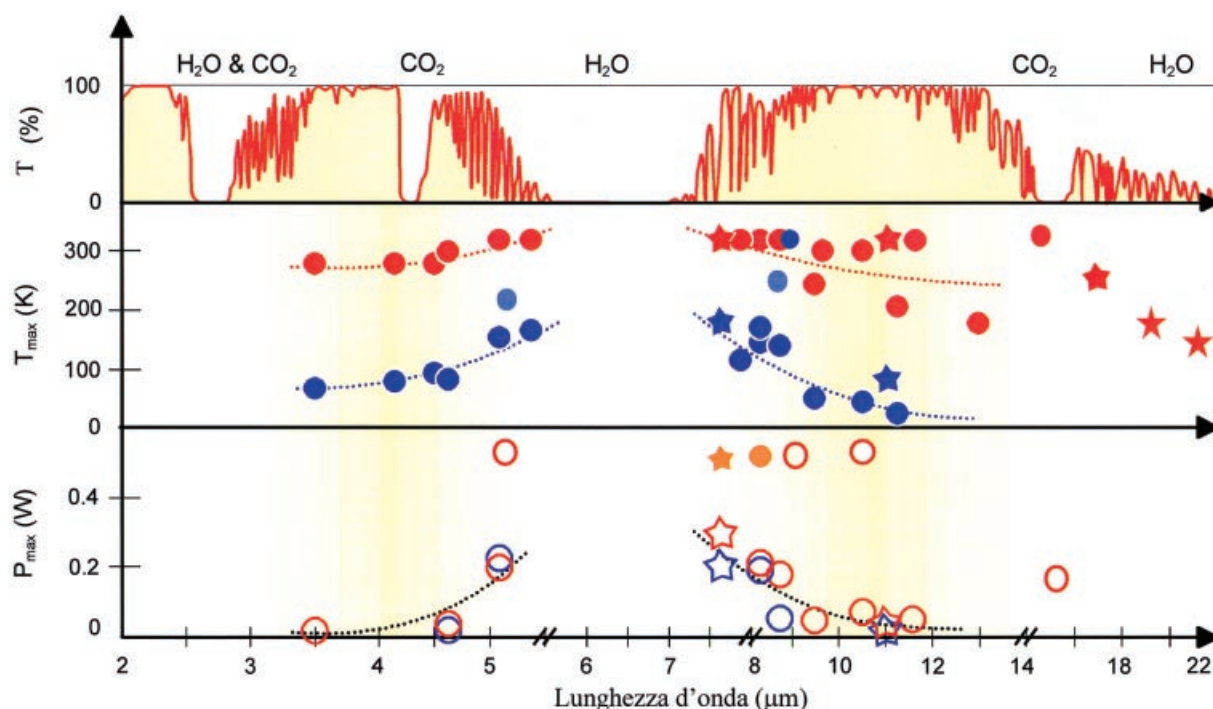 H₂O & CO₂ CO₂ H₂O CO₂ H₂O
100
T (%)
0
300
200
T_max (K)
100
0
0.4
P_max (W)
0.2
0
2 3 4 5 6 7 8 10 12 14 18 22
Lunghezza d'onda (μm)